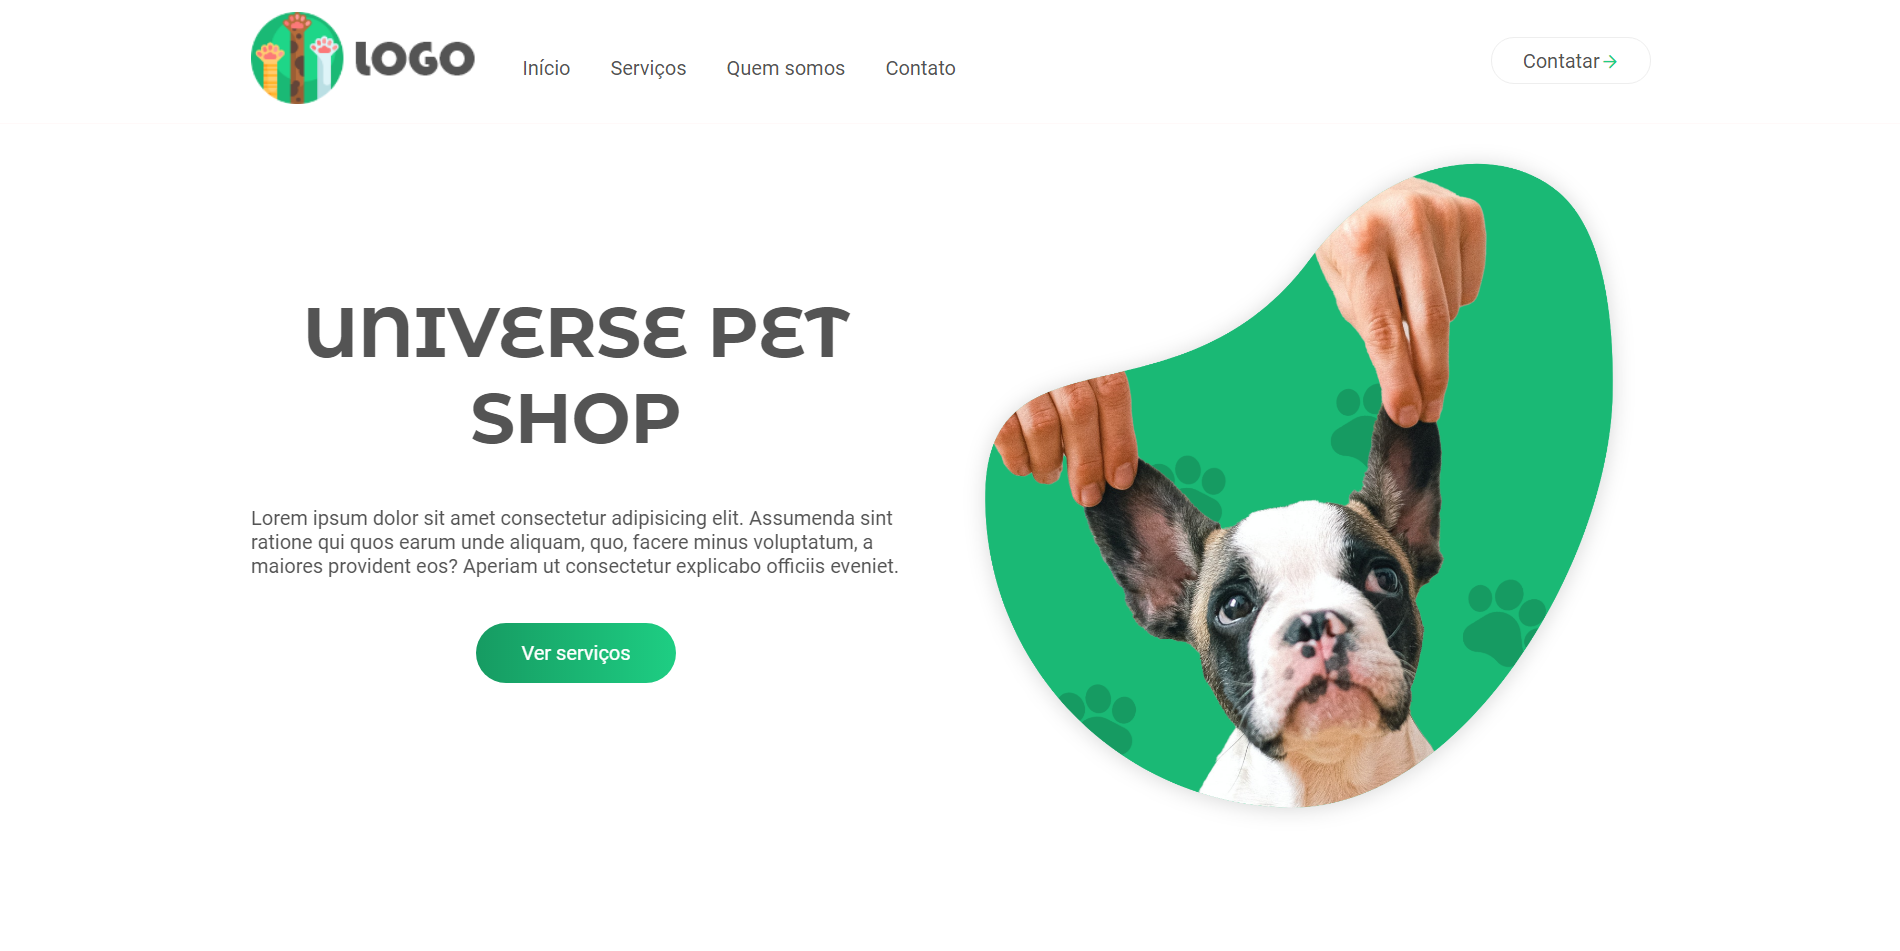 LOGO
Início Serviços Quem somos Contato
Contatar
UNIVERSE PET
SHOP
Lorem ipsum dolor sit amet consectetur adipisicing elit. Assumenda sint
ratione qui quos earum unde aliquam, quo, facere minus voluptatum, a
maiores provident eos? Aperiam ut consectetur explicabo officiis eveniet.
Ver serviços